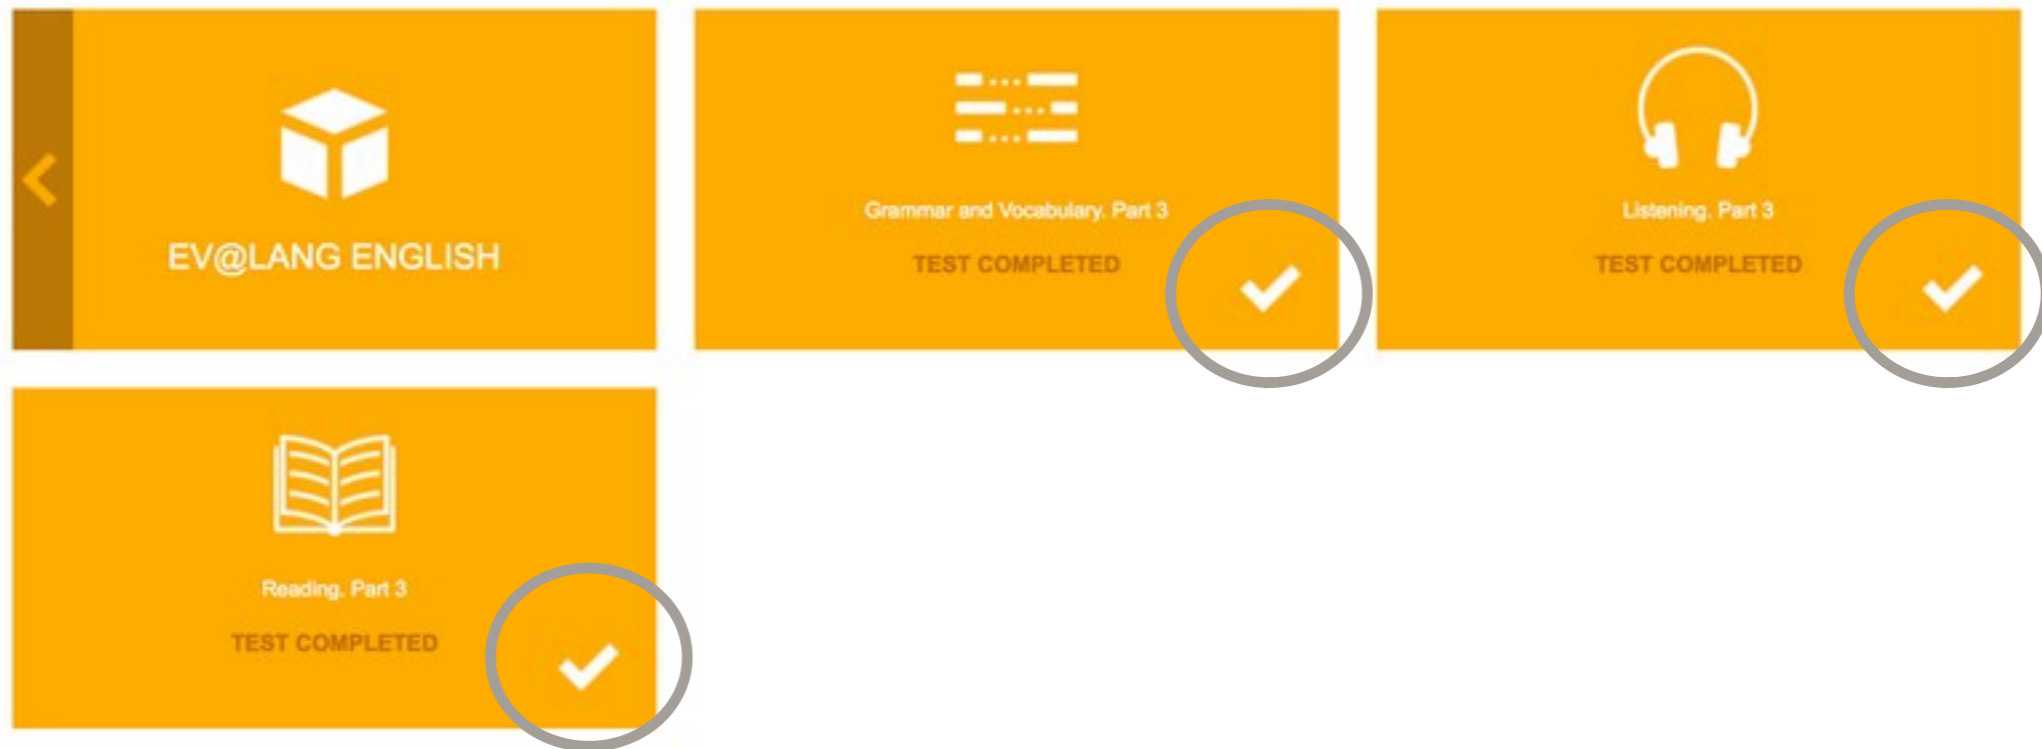 EV@LANG ENGLISH
Grammar and Vocabulary. Part 3
TEST COMPLETED
Listening. Part 3
TEST COMPLETED
Reading. Part 3
TEST COMPLETED